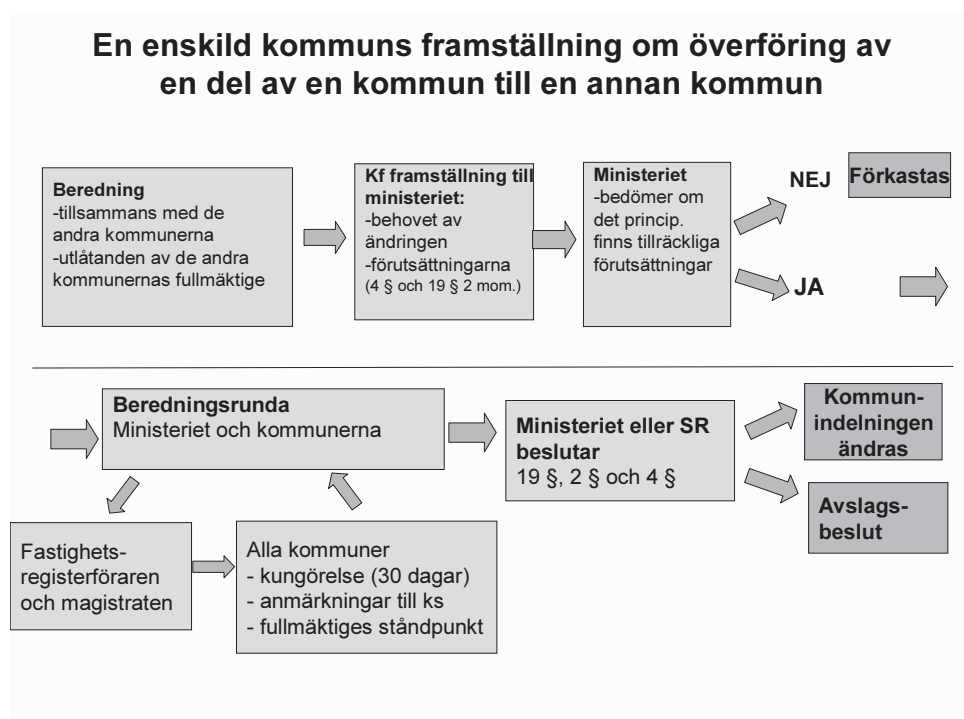 En enskild kommuns framställning om överföring av
en del av en kommun till en annan kommun
Beredning
-tillsammans med de
andra kommunerna
-utlåtanden av de andra
kommunernas fullmäktige
Kf framställning till
ministeriet:
-behovet av
ändringen
-förutsättningarna
(4 § och 19 § 2 mom.)
Ministeriet
-bedömer om
det princip.
finns tillräckliga
förutsättningar
NEJ
Förkastas
JA
Beredningsrunda
Ministeriet och kommunerna
Ministeriet eller SR
beslutar
19 §, 2 § och 4 §
Kommun-
indelningen
ändras
Avslags-
beslut
Fastighets-
registerföraren
och magistraten
Alla kommuner
- kungörelse (30 dagar)
- anmärkningar till ks
- fullmäktiges ståndpunkt